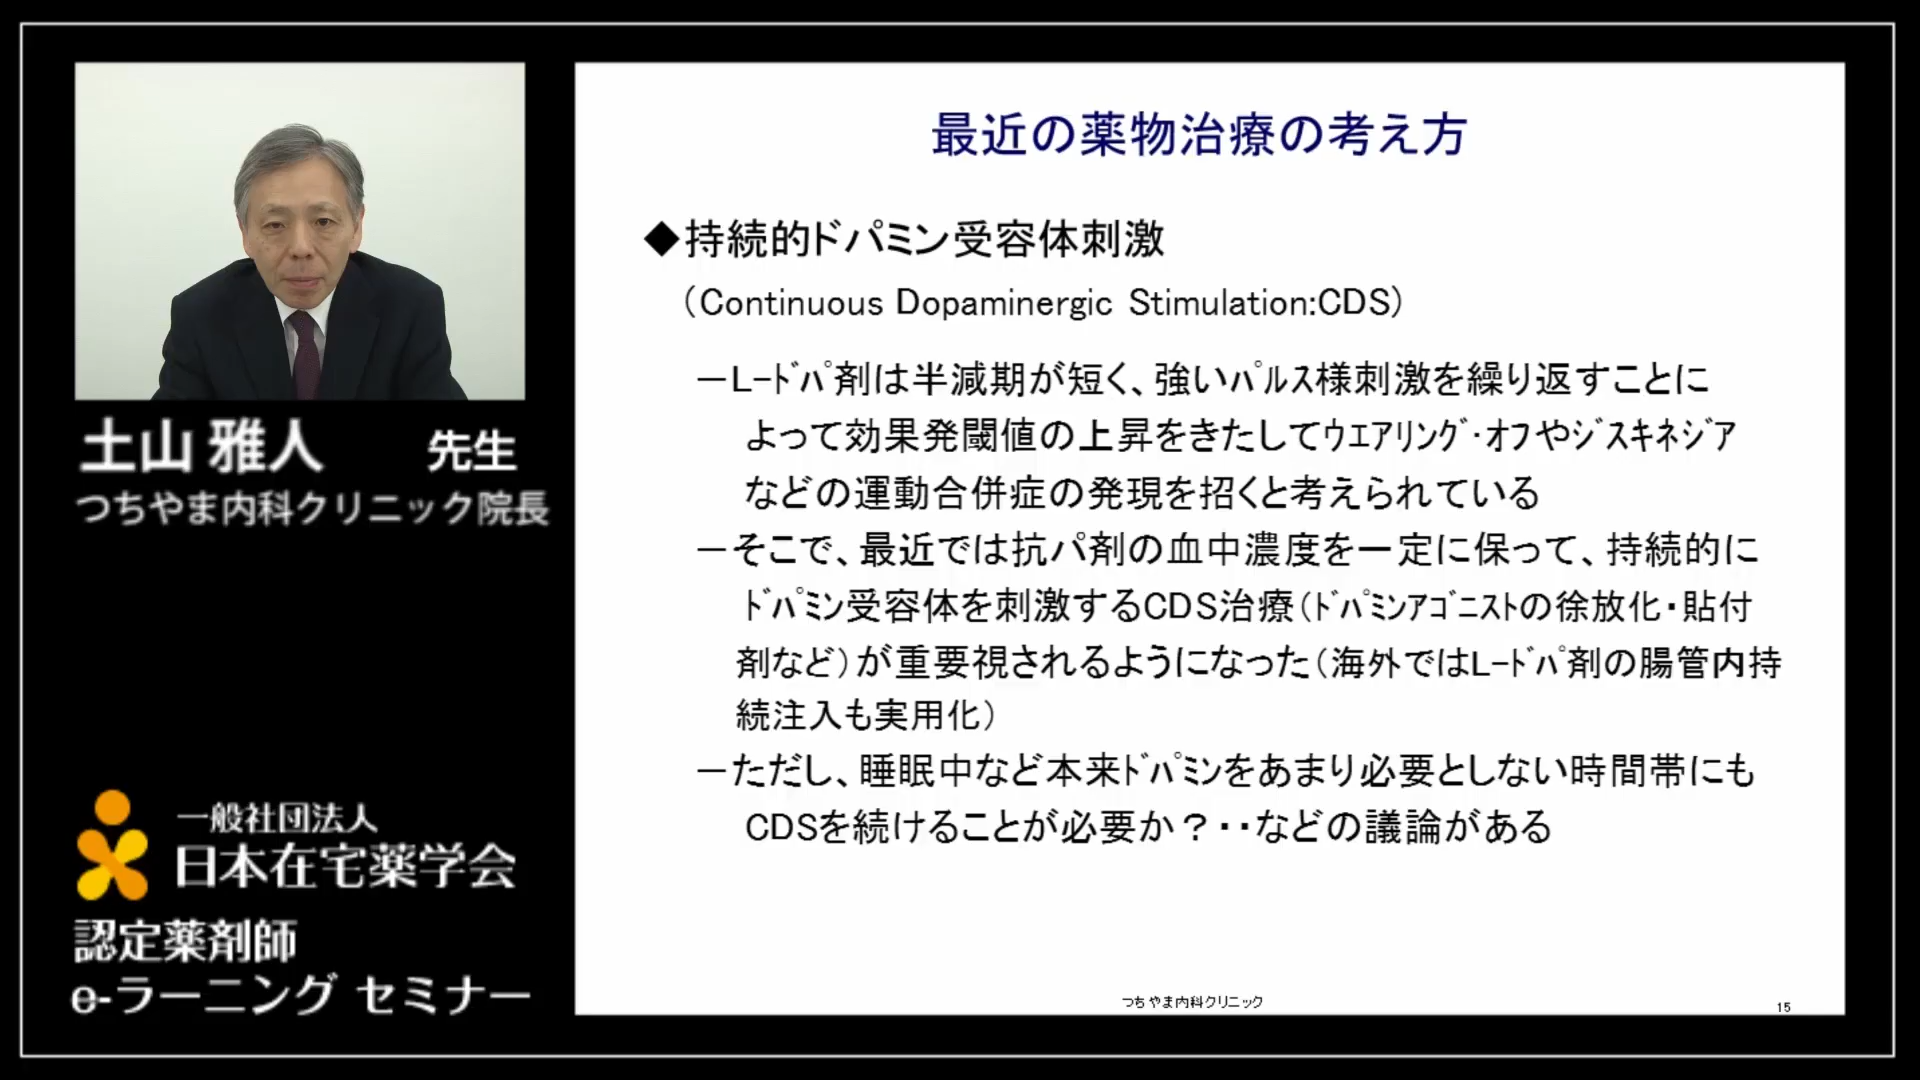 土山 雅人 先生
つちやま内科クリニック院長
一般社団法人
日本在宅薬学会
認定薬剤師
e-ラーニング セミナー
最近の薬物治療の考え方
◆持続的ドパミン受容体刺激
（Continuous Dopaminergic Stimulation:CDS）
－L-ﾄﾞﾊﾟ剤は半減期が短く、強いﾊﾟﾙｽ様刺激を繰り返すことに
よって効果発閾値の上昇をきたしてｳｴｱﾘﾝｸﾞ･ｵﾌやｼﾞｽｷﾈｼﾞｱ
などの運動合併症の発現を招くと考えられている
－そこで、最近では抗パ剤の血中濃度を一定に保って、持続的に
ﾄﾞﾊﾟﾐﾝ受容体を刺激するCDS治療（ﾄﾞﾊﾟﾐﾝｱｺﾞﾆｽﾄの徐放化・貼付
剤など）が重要視されるようになった（海外ではL-ﾄﾞﾊﾟ剤の腸管内持
続注入も実用化）
－ただし、睡眠中など本来ﾄﾞﾊﾟﾐﾝをあまり必要としない時間帯にも
CDSを続けることが必要か？・・などの議論がある
つちやま内科クリニック
15